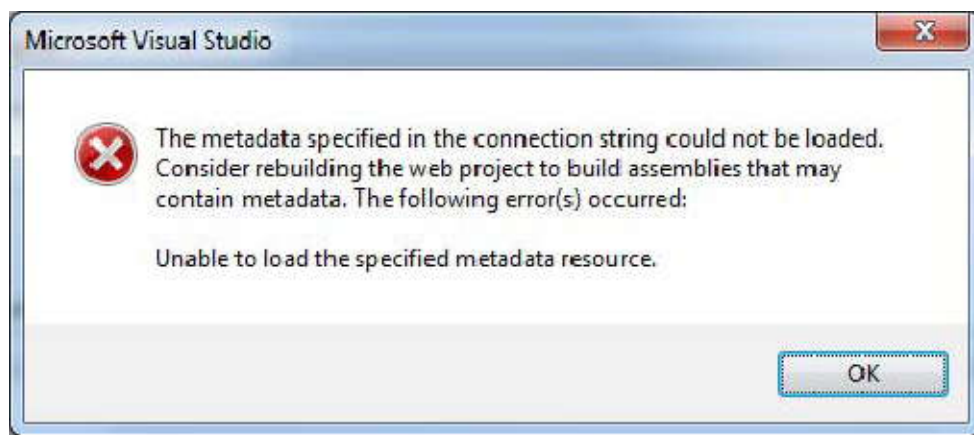 Microsoft Visual Studio
The metadata specified in the connection string could not be loaded.
Consider rebuilding the web project to build assemblies that may
contain metadata. The following error(s) occurred:
Unable to load the specified metadata resource.
OK